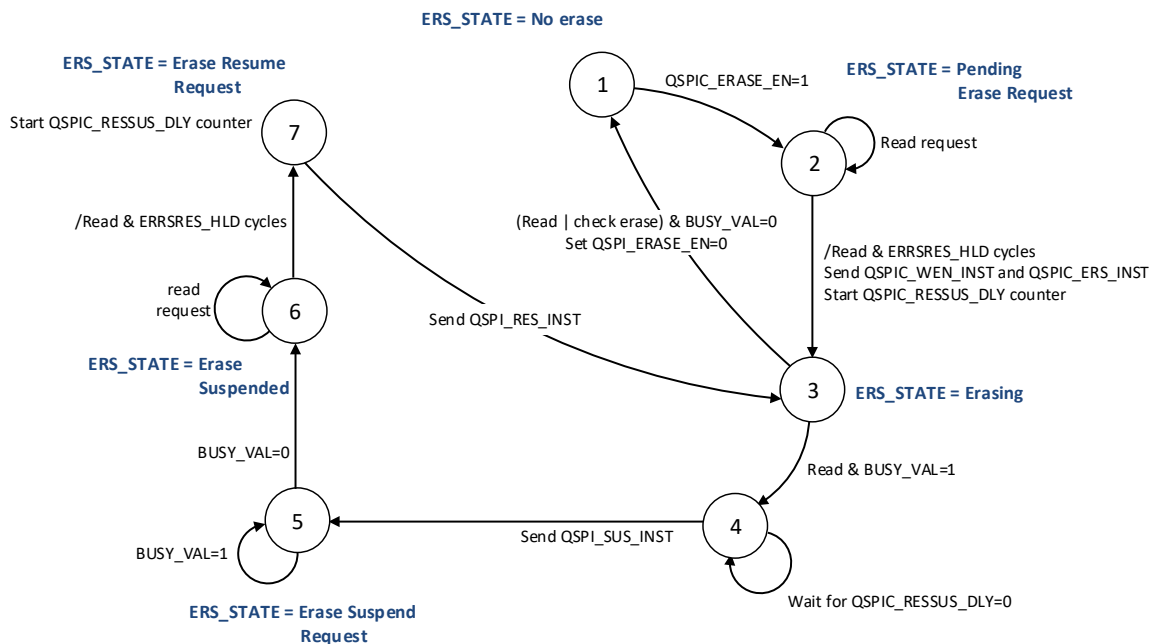 ERS_STATE = No erase
ERS_STATE = Erase Resume
Request
Start QSPIC_RESSUS_DLY counter
7
1
QSPIC_ERASE_EN=1
ERS_STATE = Pending
Erase Request
2
Read request
/Read & ERRSRES_HLD cycles
(Read | check erase) & BUSY_VAL=0
Set QSPI_ERASE_EN=0
/Read & ERRSRES_HLD cycles
Send QSPIC_WEN_INST and QSPIC_ERS_INST
Start QSPIC_RESSUS_DLY counter
read
request
6
Send QSPI_RES_INST
ERS_STATE = Erase
Suspended
3
ERS_STATE = Erasing
BUSY_VAL=0
Read & BUSY_VAL=1
5
4
Send QSPI_SUS_INST
BUSY_VAL=1
Wait for QSPIC_RESSUS_DLY=0
ERS_STATE = Erase Suspend
Request